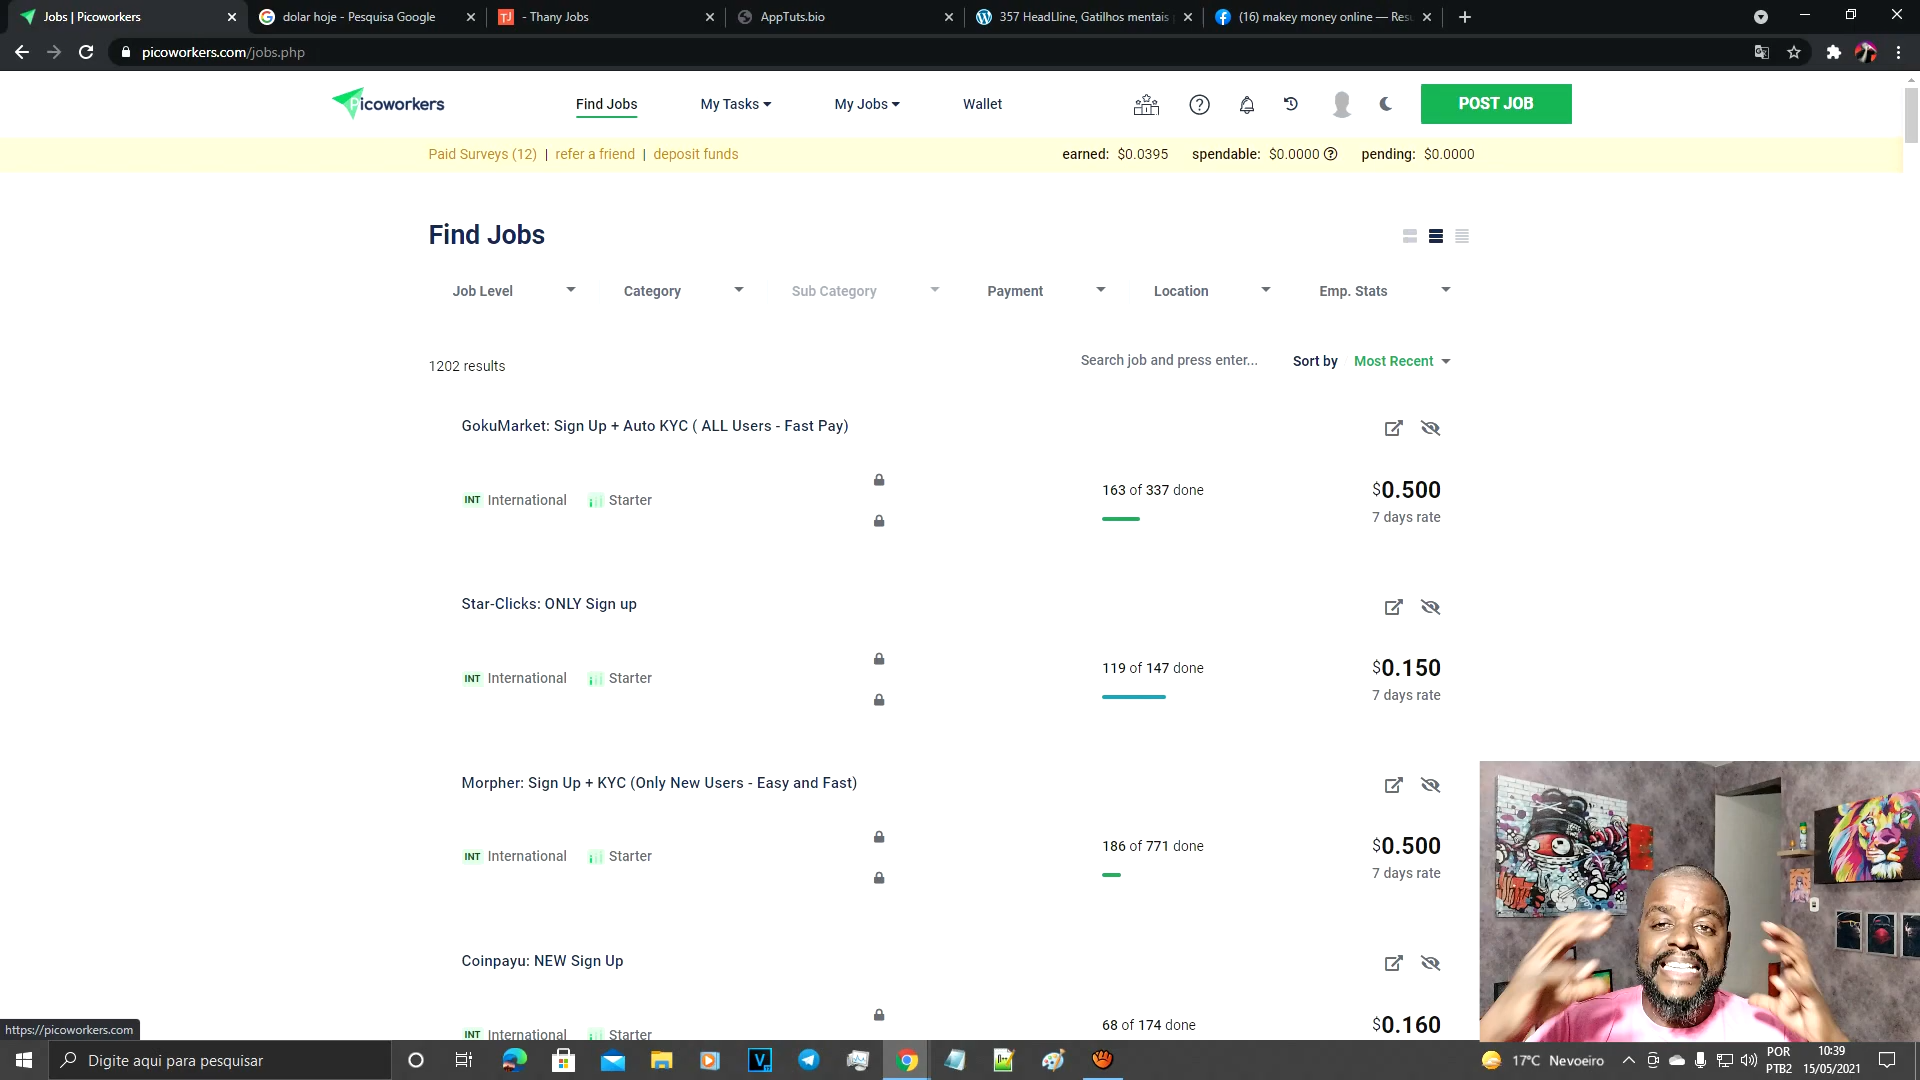 Jobs | Picoworkers
dolar hoje - Pesquisa Google
TJ - Thany Jobs
AppTuts.bio
357 HeadLline, Gatilhos mentais
(16) makey money online — Resu
picoworkers.com/jobs.php
Picoworkers
Find Jobs
My Tasks
My Jobs
Wallet
POST JOB
Paid Surveys (12) | refer a friend | deposit funds
earned: $0.0395 spendable: $0.0000 pending: $0.0000
Find Jobs
Job Level
Category
Sub Category
Payment
Location
Emp. Stats
1202 results
Search job and press enter...
Sort by Most Recent
GokuMarket: Sign Up + Auto KYC ( ALL Users - Fast Pay)
INT International Starter
163 of 337 done
$0.500
7 days rate
Star-Clicks: ONLY Sign up
INT International Starter
119 of 147 done
$0.150
7 days rate
Morpher: Sign Up + KYC (Only New Users - Easy and Fast)
INT International Starter
186 of 771 done
$0.500
7 days rate
Coinpayu: NEW Sign Up
INT International Starter
68 of 174 done
$0.160
https://picoworkers.com
Digite aqui para pesquisar
17°C Nevoeiro
POR
PTB2
10:39
15/05/2021